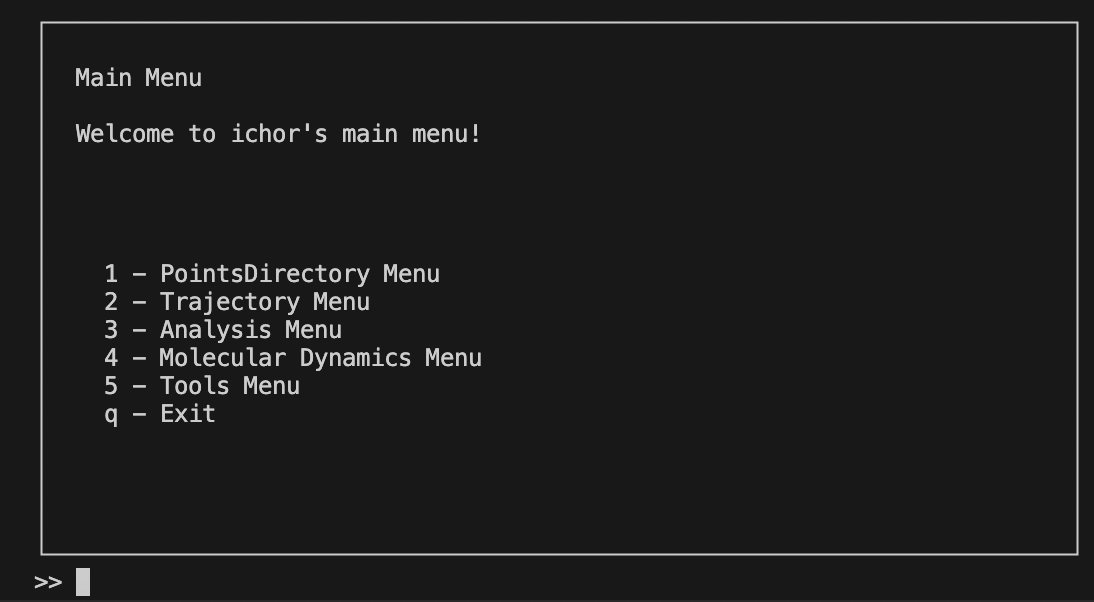 Main Menu
Welcome to ichor's main menu!
1 – PointsDirectory Menu
2 – Trajectory Menu
3 – Analysis Menu
4 – Molecular Dynamics Menu
5 – Tools Menu
q – Exit
>>